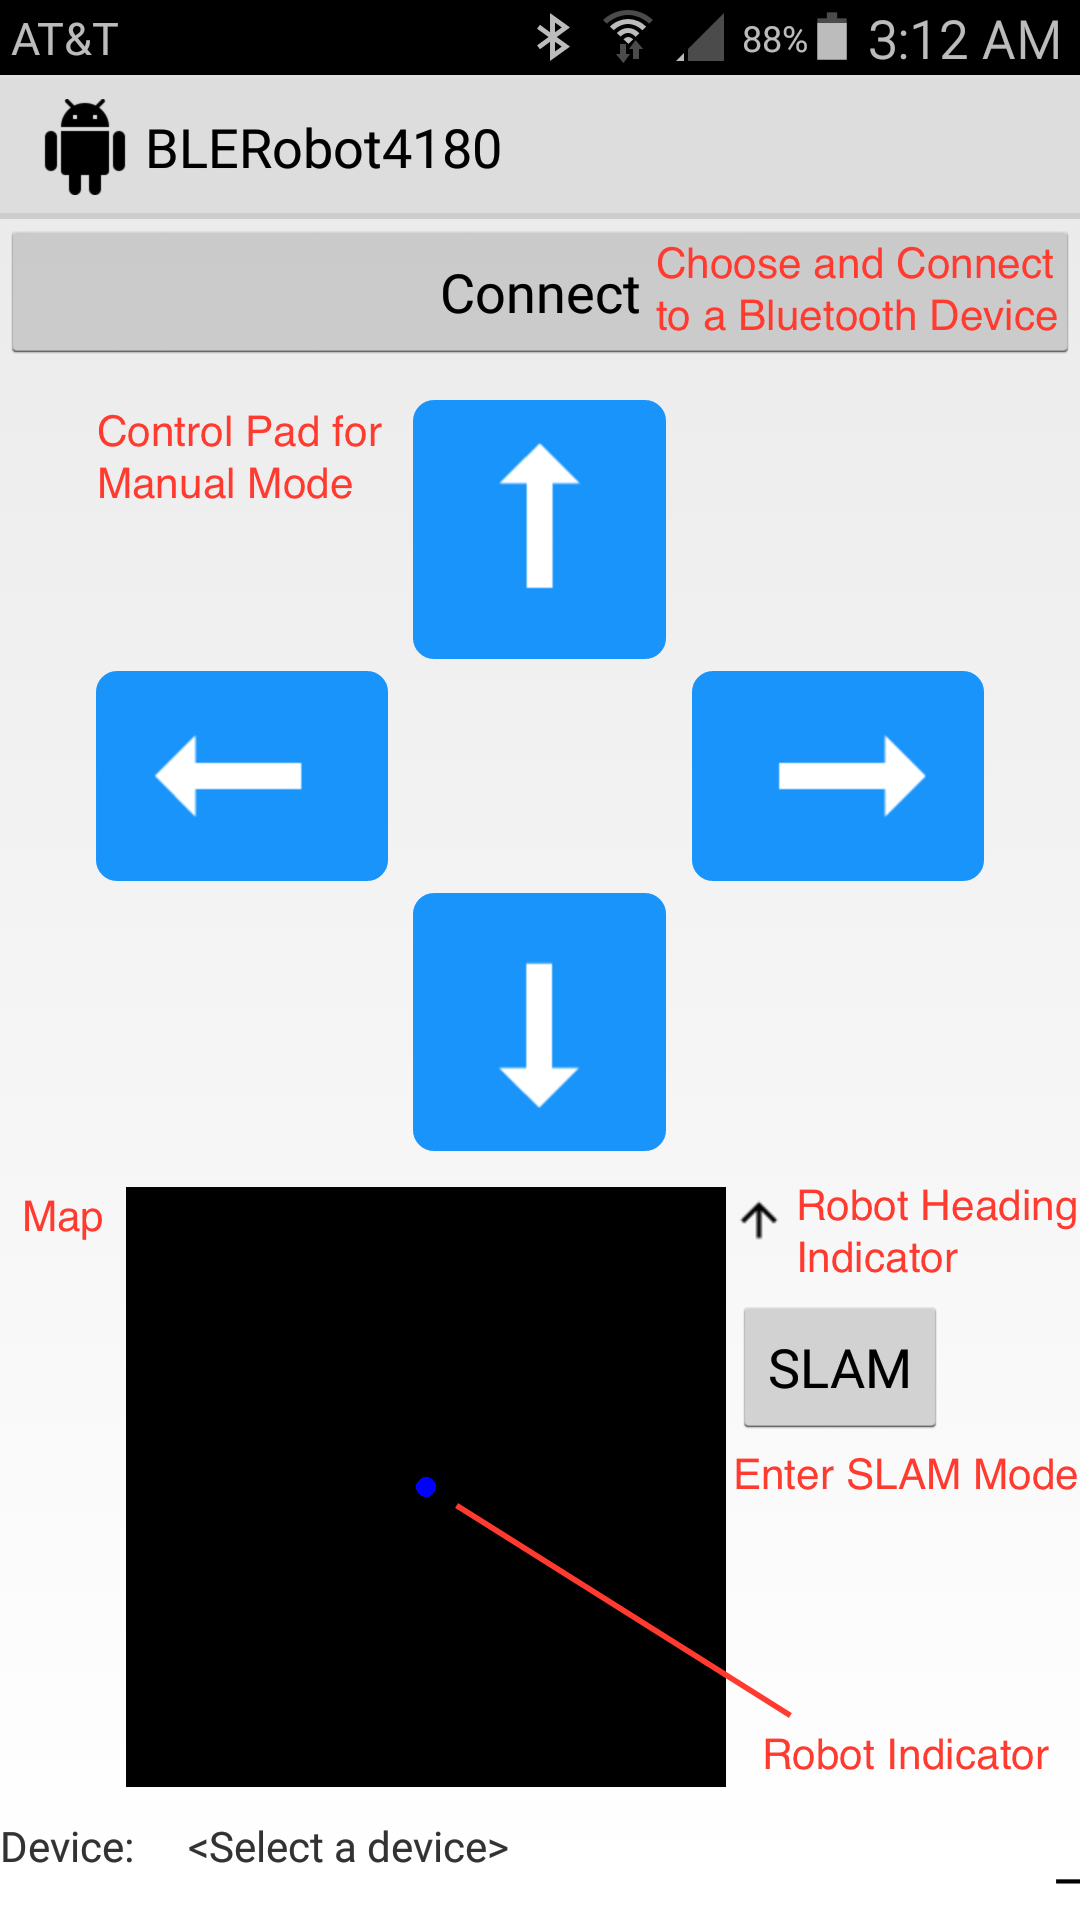 AT&T 88% 3:12 AM
BLERobot4180
Connect
Choose and Connect
to a Bluetooth Device
Control Pad for
Manual Mode
Map
Robot Heading
Indicator
SLAM
Enter SLAM Mode
Robot Indicator
Device: <Select a device>